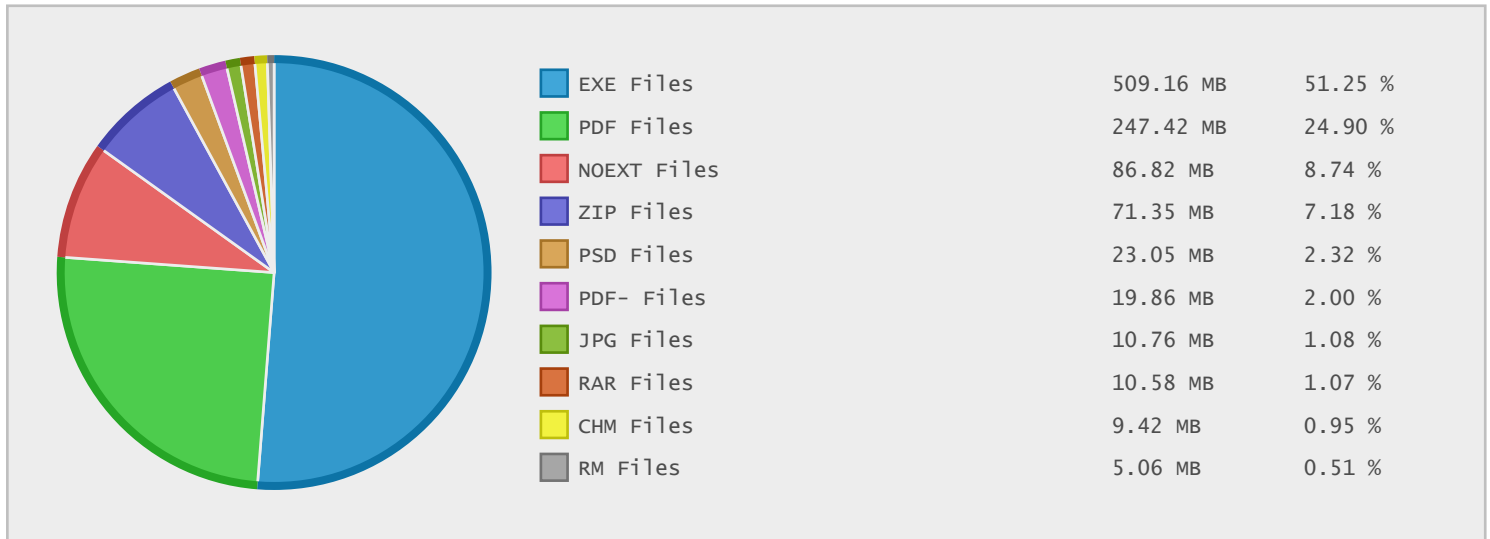 EXE Files 509.16 MB 51.25 %
PDF Files 247.42 MB 24.90 %
NOEXT Files 86.82 MB 8.74 %
ZIP Files 71.35 MB 7.18 %
PSD Files 23.05 MB 2.32 %
PDF- Files 19.86 MB 2.00 %
JPG Files 10.76 MB 1.08 %
RAR Files 10.58 MB 1.07 %
CHM Files 9.42 MB 0.95 %
RM Files 5.06 MB 0.51 %